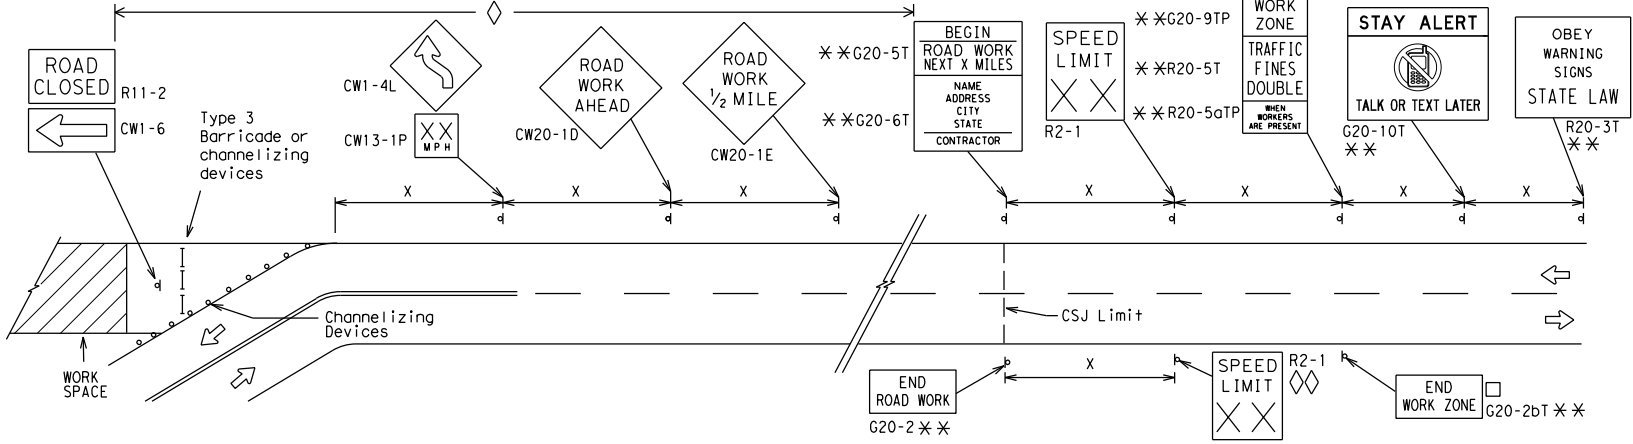 ROAD
CLOSED
R11-2
CW1-6
Type 3
Barricade or
channelizing
devices
CW1-4L
XX
MPH
CW13-1P
ROAD
WORK
AHEAD
CW20-1D
ROAD
WORK
1/2 MILE
CW20-1E
**G20-5T
**G20-6T
BEGIN
ROAD WORK
NEXT X MILES
NAME
ADDRESS
CITY
STATE
CONTRACTOR
SPEED
LIMIT
XX
R2-1
**G20-9TP
**R20-5T
**R20-5aTP
WORK
ZONE
TRAFFIC
FINES
DOUBLE
WHEN
WORKERS
ARE PRESENT
STAY ALERT
TALK OR TEXT LATER
G20-10T
**
OBEY
WARNING
SIGNS
STATE LAW
R20-3T
**
X
X
X
X
X
X
X
Channelizing
Devices
WORK
SPACE
CSJ Limit
END
ROAD WORK
G20-2 **
X
SPEED
LIMIT
XX
R2-1
END
WORK ZONE
G20-2bT **